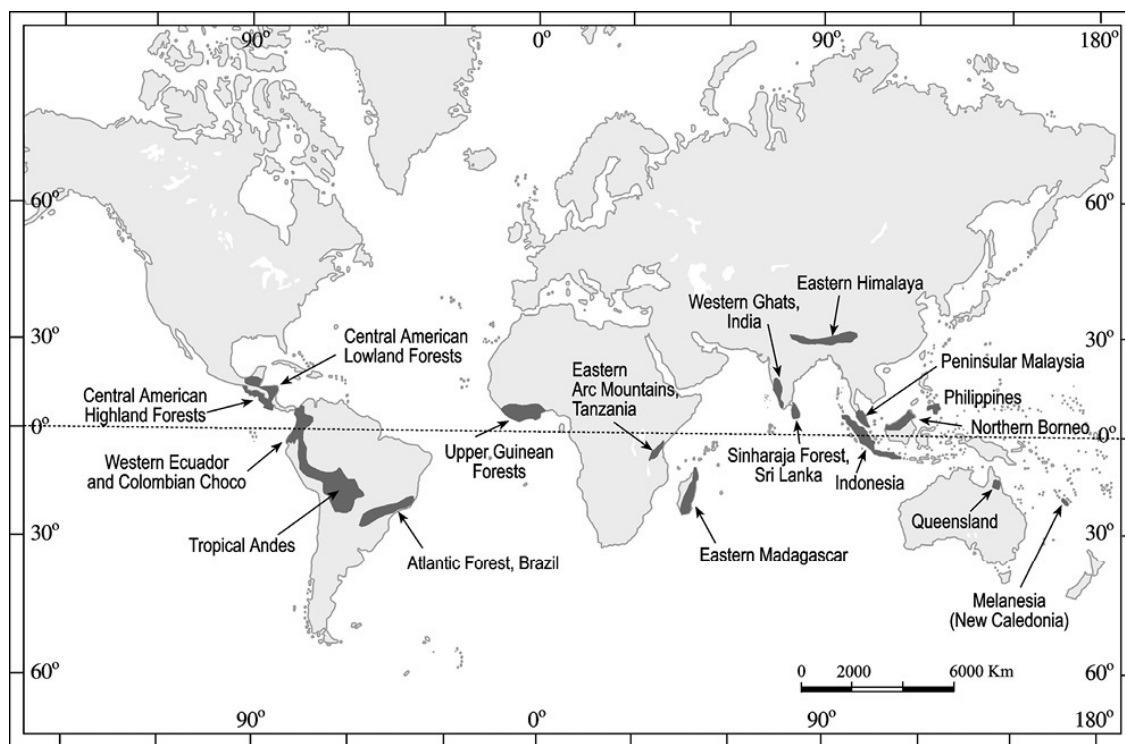 90º 0º 90º 180º
60º 60º
Eastern Himalaya
Western Ghats,
India
30º 30º
Central American
Lowland Forests
Peninsular Malaysia
Eastern
Arc Mountains,
Tanzania
Central American
Highland Forests
Philippines
Northern Borneo
0º 0º
Upper Guinean
Forests
Sinharaja Forest,
Sri Lanka
Indonesia
Western Ecuador
and Colombian Choco
Queensland
Tropical Andes
30º 30º
Atlantic Forest, Brazil
Eastern Madagascar
Melanesia
(New Caledonia)
0 2000 6000 Km
60º 60º
90º 0º 90º 180º